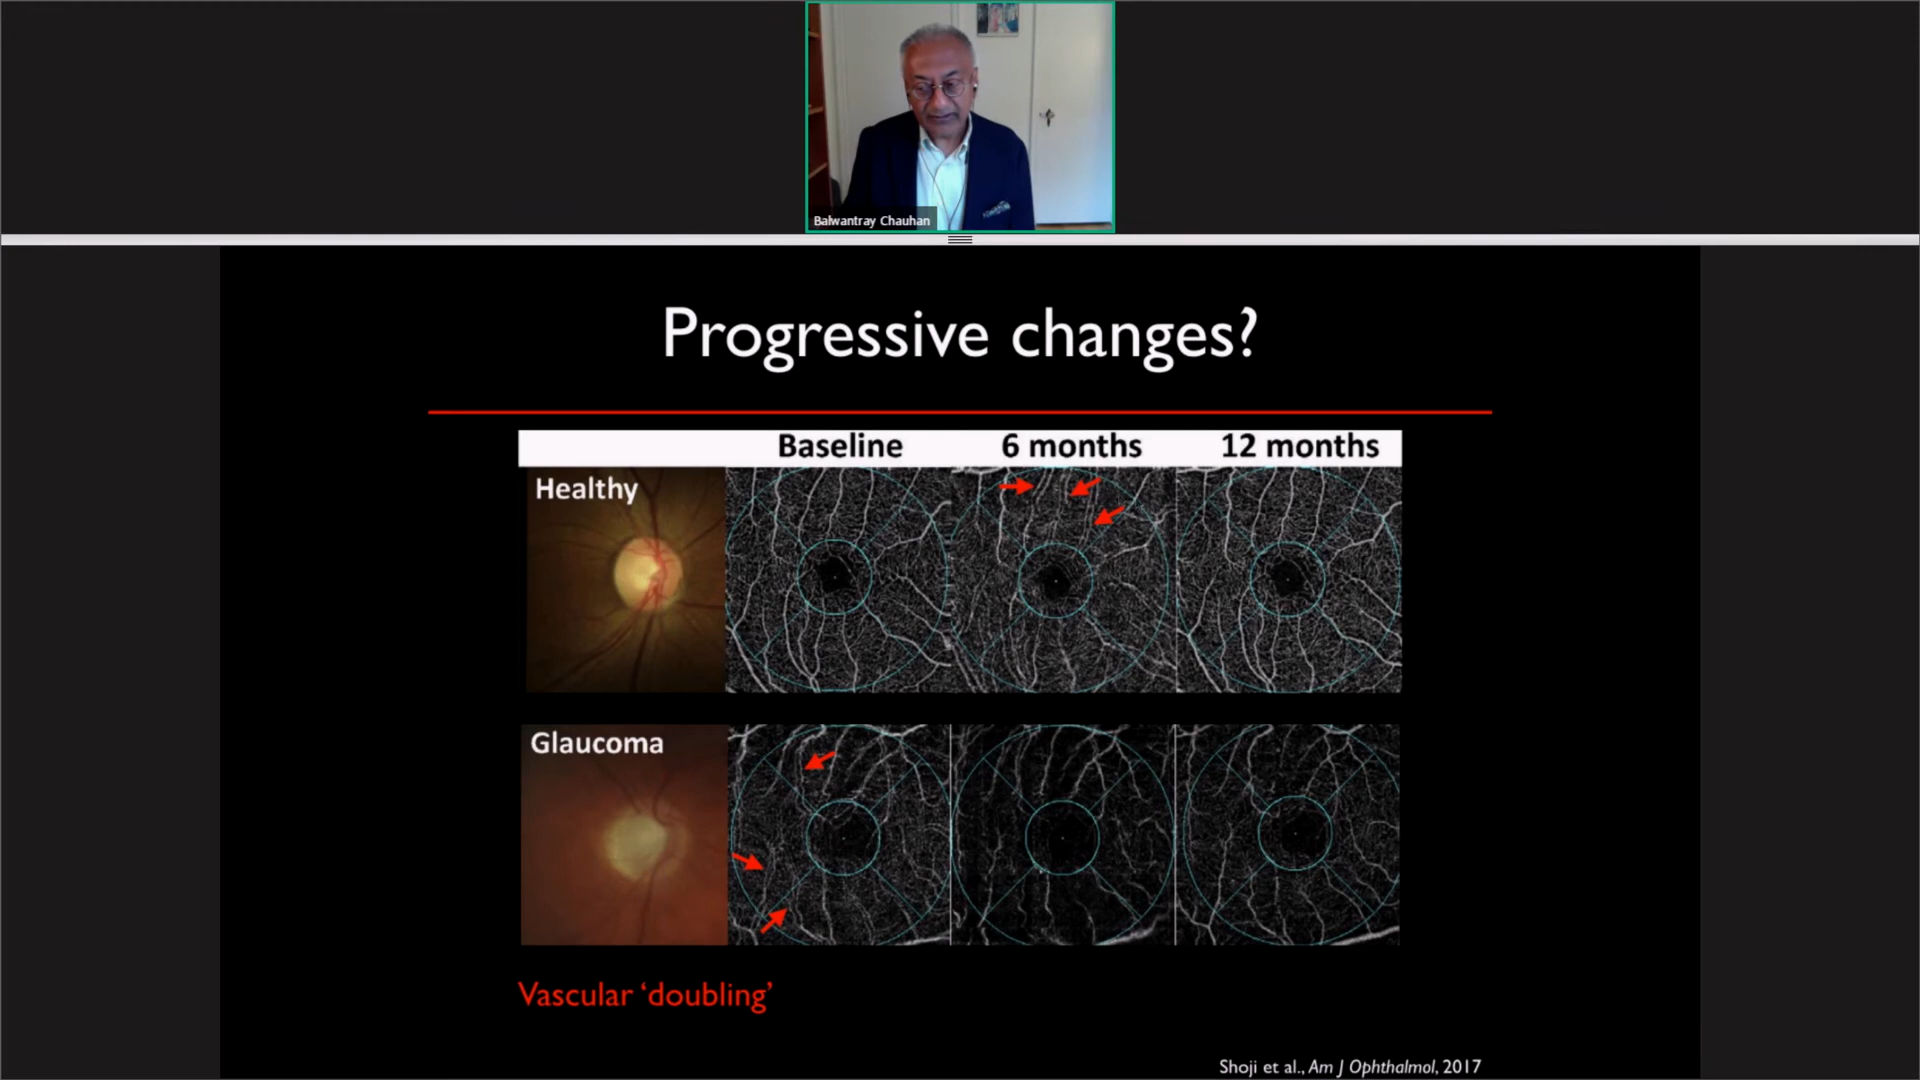 Balwantray Chauhan
Progressive changes?
Baseline 6 months 12 months
Healthy
Glaucoma
Vascular ‘doubling’
Shoji et al., Am J Ophthalmol, 2017